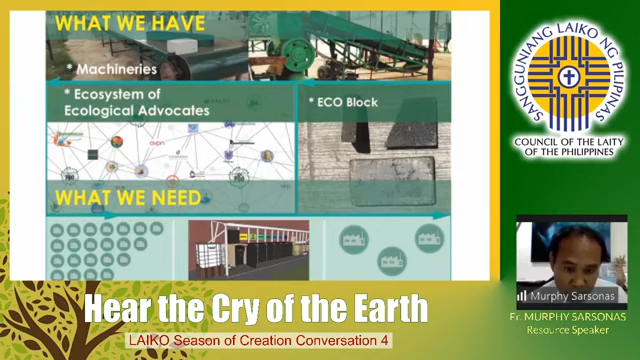 WHAT WE HAVE
* Machineries
* Ecosystem of
Ecological Advocates
* ECO Block
WHAT WE NEED
SANGGUNIANG LAIKO NG PILIPINAS
COUNCIL OF THE LAITY
OF THE PHILIPPINES
Murphy SARSONAS
Fr. MURPHY SARSONAS
Resource Speaker
Hear the Cry of the Earth
LAIKO Season of Creation Conversation 4